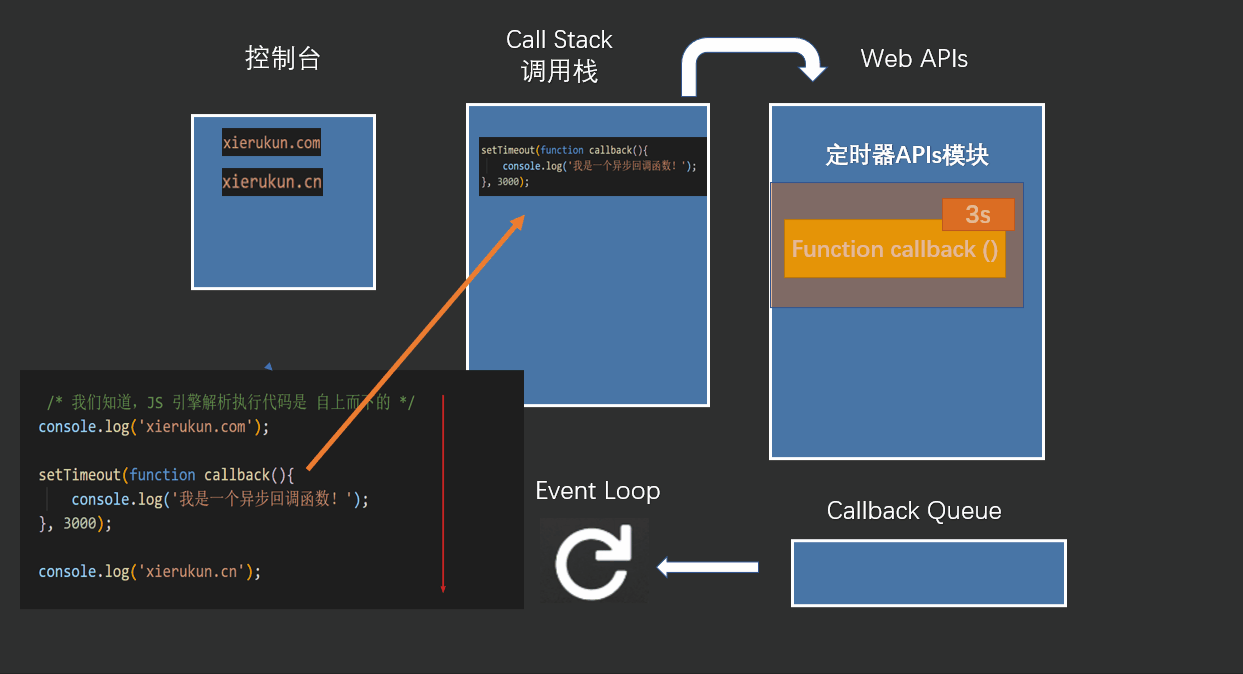 控制台
Call Stack
调用栈
Web APIs
xierukun.com
xierukun.cn
setTimeout(function callback(){
console.log('我是一个异步回调函数！');
}, 3000);
定时器APIs模块
3s
Function callback ()
/* 我们知道，JS 引擎解析执行代码是 自上而下的 */
console.log('xierukun.com');
setTimeout(function callback(){
console.log('我是一个异步回调函数！');
}, 3000);
console.log('xierukun.cn');
Event Loop
Callback Queue